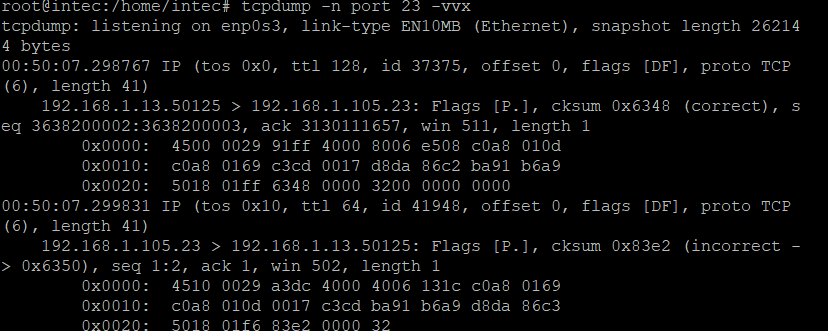 root@intec:/home/intec# tcpdump -n port 23 -vvx
tcpdump: listening on enp0s3, link-type EN10MB (Ethernet), snapshot length 26214
4 bytes
00:50:07.298767 IP (tos 0x0, ttl 128, id 37375, offset 0, flags [DF], proto TCP
(6), length 41)
    192.168.1.13.50125 > 192.168.1.105.23: Flags [P.], cksum 0x6348 (correct), s
eq 3638200002:3638200003, ack 3130111657, win 511, length 1
        0x0000:  4500 0029 91ff 4000 8006 e508 c0a8 010d
        0x0010:  c0a8 0169 c3cd 0017 d8da 86c2 ba91 b6a9
        0x0020:  5018 01ff 6348 0000 3200 0000 0000
00:50:07.299831 IP (tos 0x10, ttl 64, id 41948, offset 0, flags [DF], proto TCP
(6), length 41)
    192.168.1.105.23 > 192.168.1.13.50125: Flags [P.], cksum 0x83e2 (incorrect -
> 0x6350), seq 1:2, ack 1, win 502, length 1
        0x0000:  4510 0029 a3dc 4000 4006 131c c0a8 0169
        0x0010:  c0a8 010d 0017 c3cd ba91 b6a9 d8da 86c3
        0x0020:  5018 01f6 83e2 0000 32